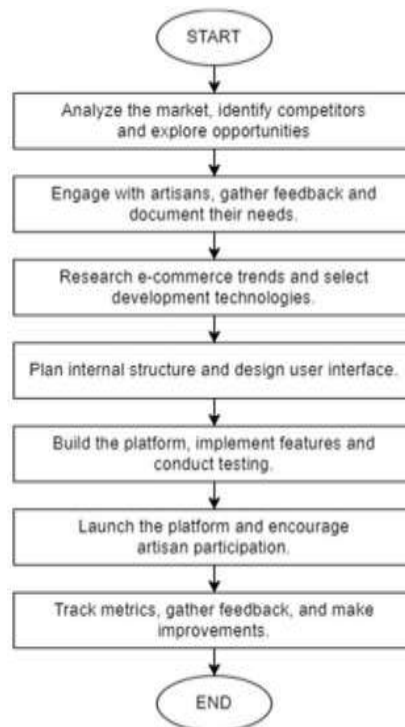 START
Analyze the market, identify competitors
and explore opportunities
Engage with artisans, gather feedback and
document their needs.
Research e-commerce trends and select
development technologies.
Plan internal structure and design user interface.
Build the platform, implement features and
conduct testing.
Launch the platform and encourage
artisan participation.
Track metrics, gather feedback, and make
improvements.
END